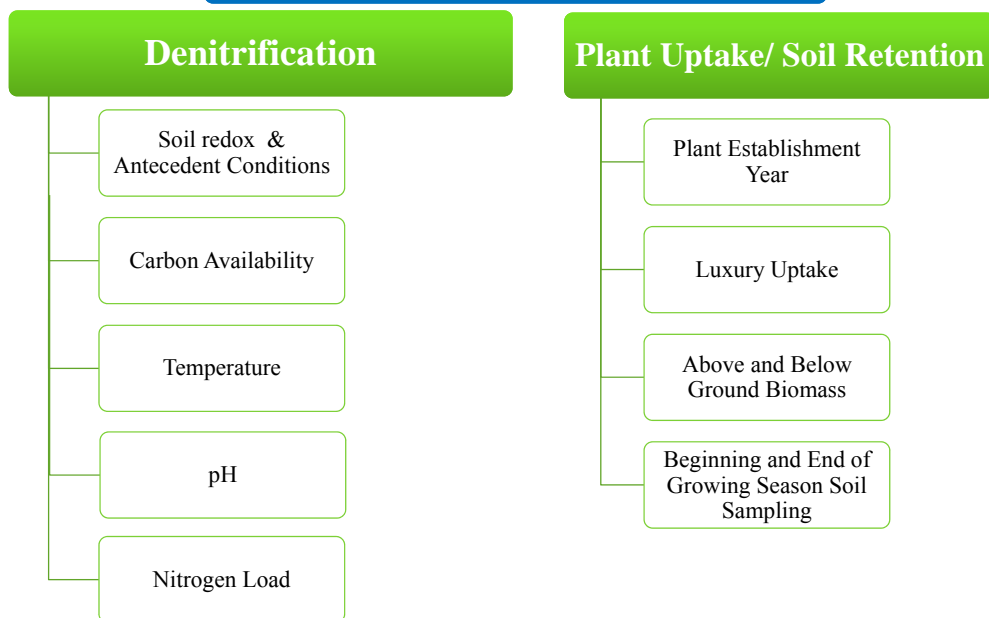 Denitrification
Soil redox &
Antecedent Conditions
Carbon Availability
Temperature
pH
Nitrogen Load
Plant Uptake/ Soil Retention
Plant Establishment
Year
Luxury Uptake
Above and Below
Ground Biomass
Beginning and End of
Growing Season Soil
Sampling